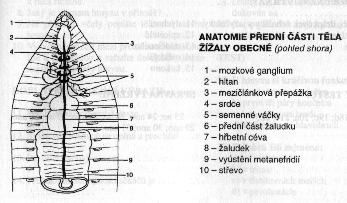 ANATOMIE PŘEDNÍ ČÁSTI TĚLA
ŽÍŽALY OBECNÉ (pohled shora)
1 – mozkové ganglium
2 – hltan
3 – mezičlánková přepážka
4 – srdce
5 – semenné váčky
6 – přední část žaludku
7 – hřbetní céva
8 – žaludek
9 – vyústění metanefridií
10 – střevo
1
2
4
3
5
6
7
8
9
10